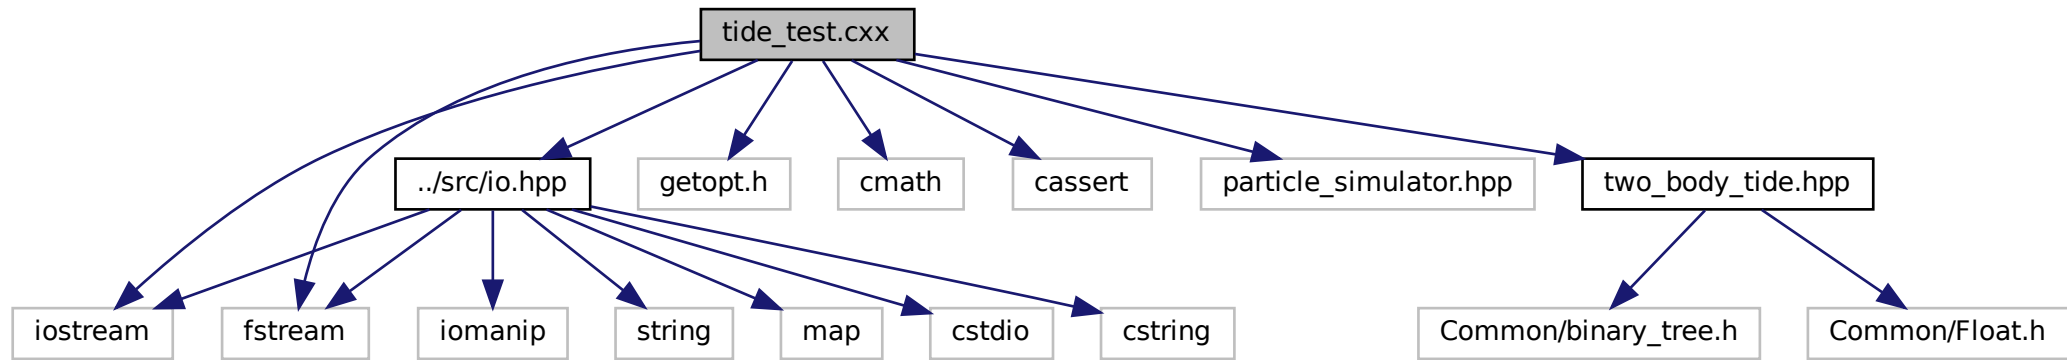 tide_test.cxx
../src/io.hpp
getopt.h
cmath
cassert
particle_simulator.hpp
two_body_tide.hpp
iostream
fstream
iomanip
string
map
cstdio
cstring
Common/binary_tree.h
Common/Float.h